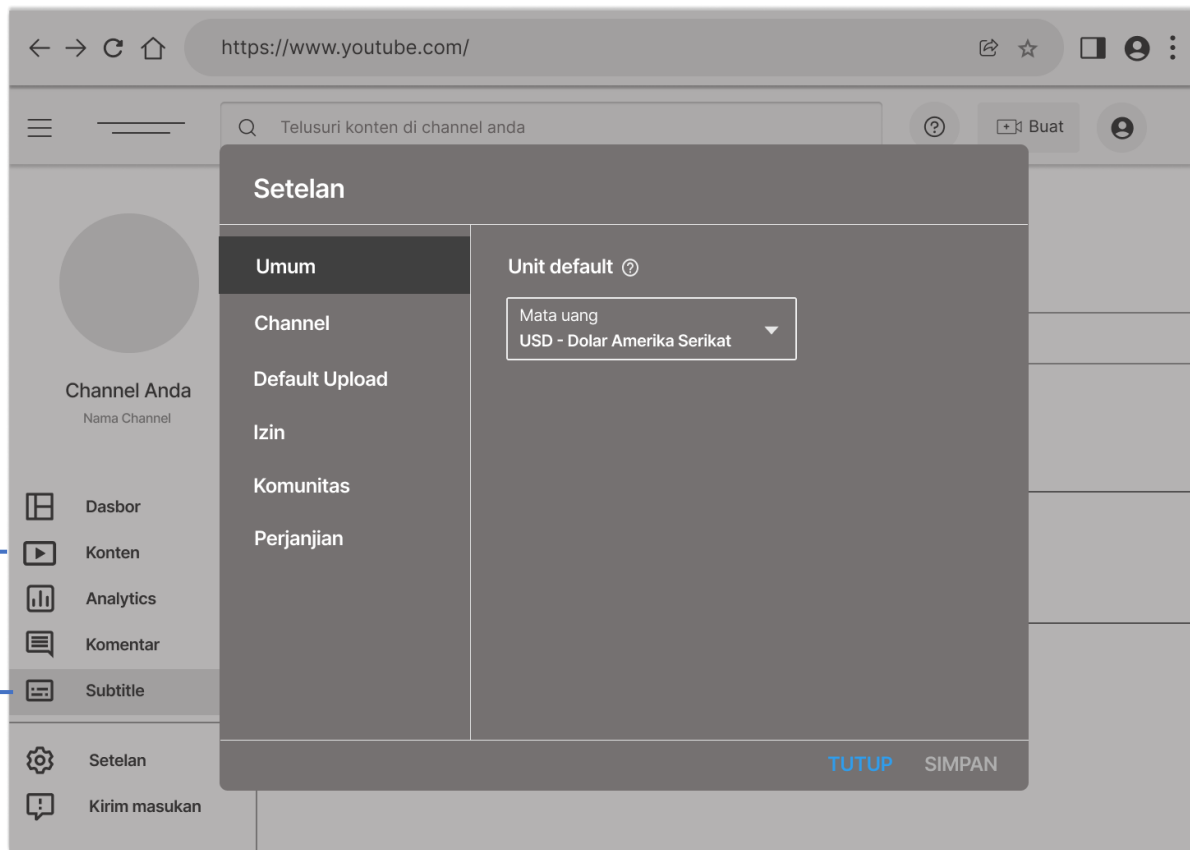 https://www.youtube.com/
Telusuri konten di channel anda
Buat
Setelan
Umum
Channel
Default Upload
Izin
Komunitas
Perjanjian
Unit default
Mata uang
USD - Dolar Amerika Serikat
Channel Anda
Nama Channel
Dasbor
Konten
Analytics
Komentar
Subtitle
Setelan
Kirim masukan
TUTUP SIMPAN